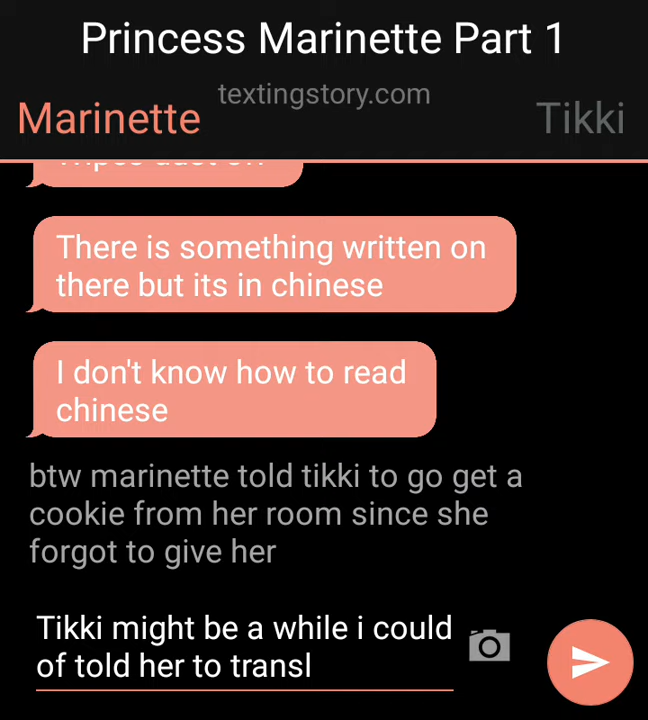 Princess Marinette Part 1
textingstory.com
Marinette
Tikki
There is something written on
there but its in chinese
I don't know how to read
chinese
btw marinette told tikki to go get a
cookie from her room since she
forgot to give her
Tikki might be a while i could
of told her to transl